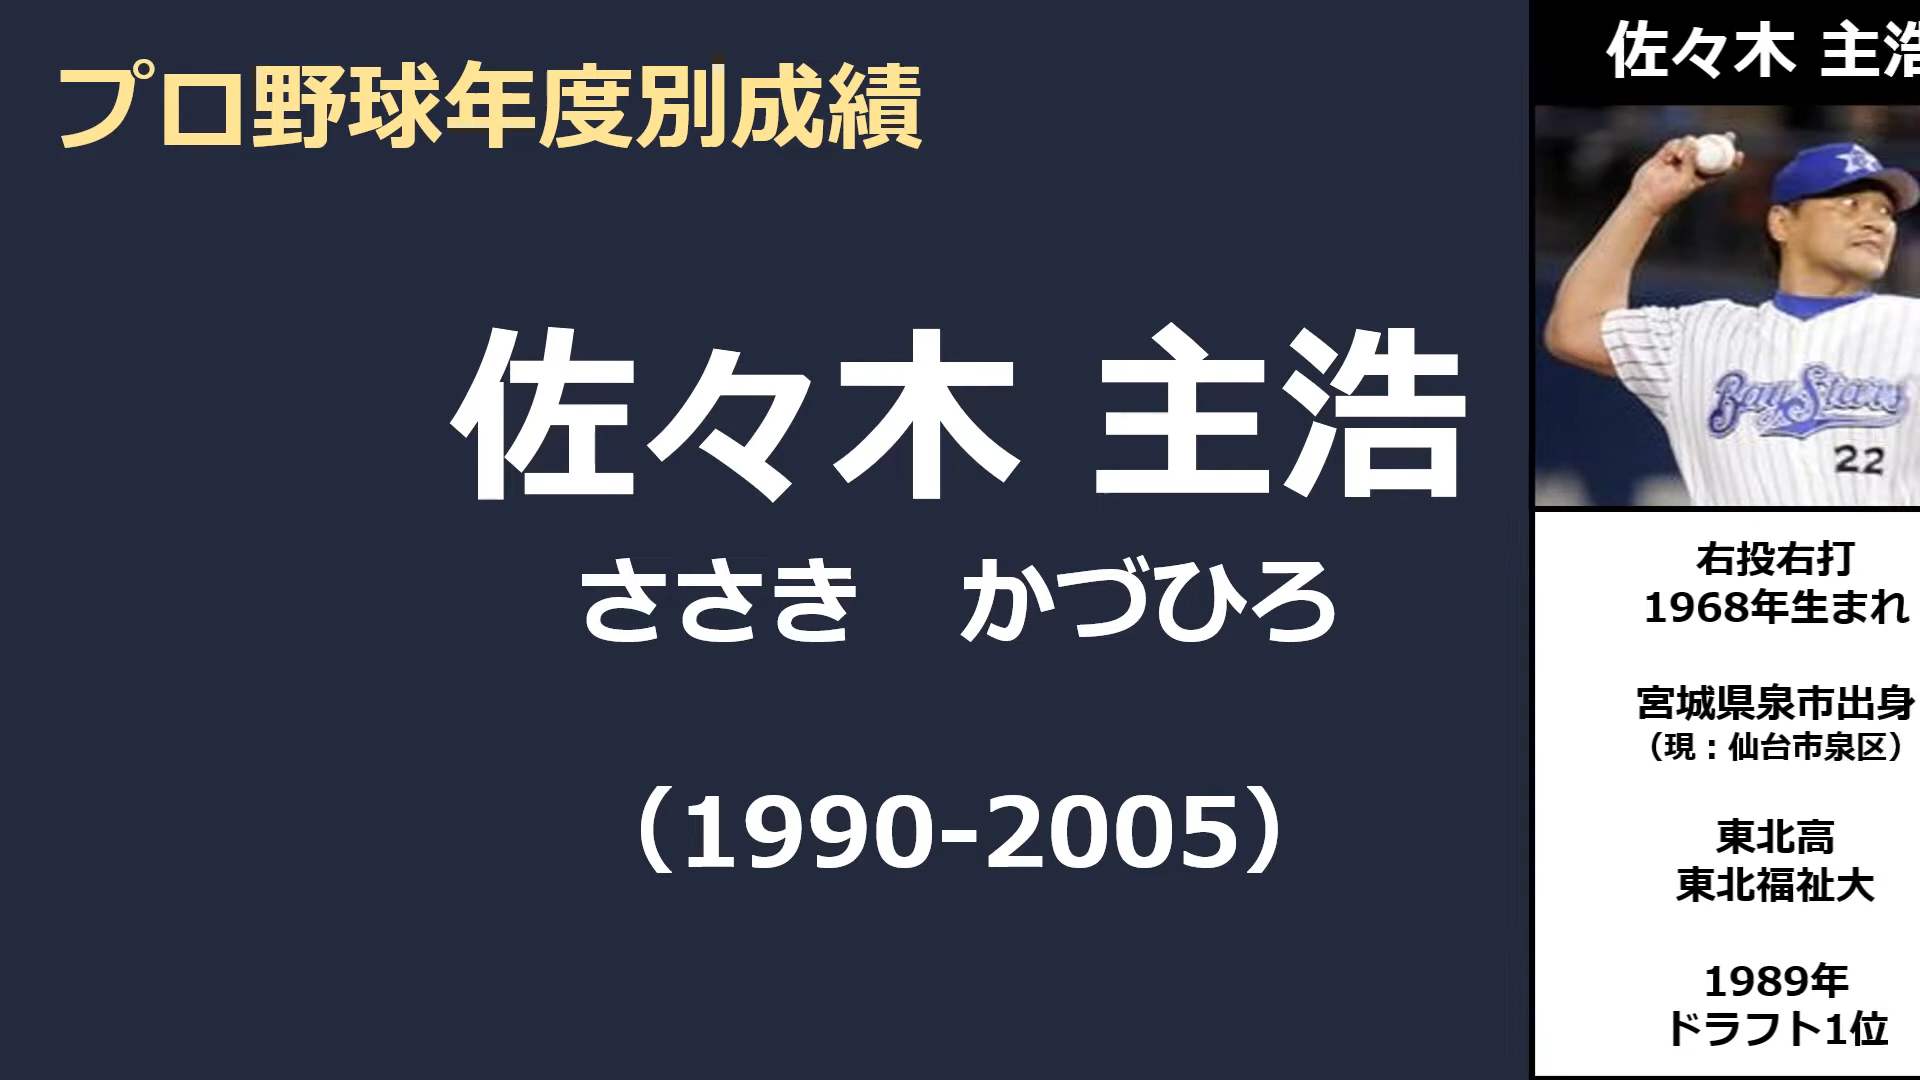 プロ野球年度別成績
佐々木 主浩
ささき　かづひろ
（1990-2005）
佐々木 主浩
BayStars
22
右投右打
1968年生まれ
宮城県泉市出身
（現：仙台市泉区）
東北高
東北福祉大
1989年
ドラフト1位